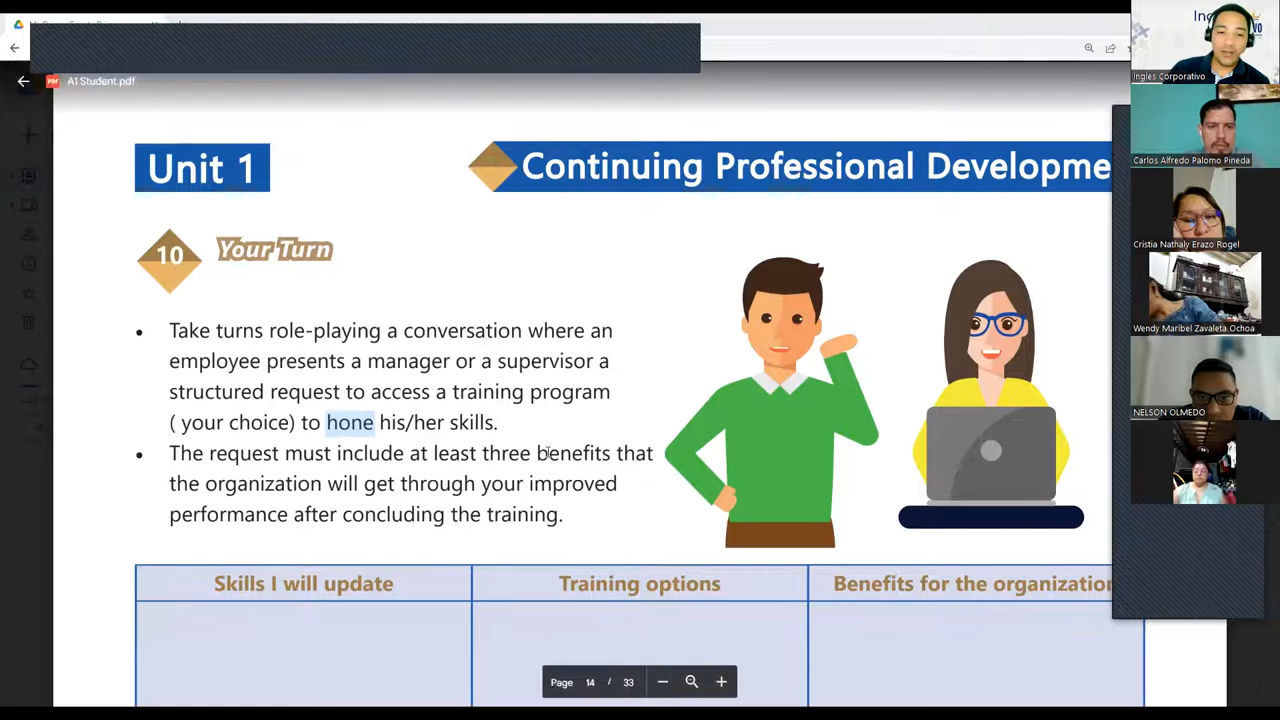 A1 Student.pdf
Unit 1
Continuing Professional Developme
10
Your Turn
• Take turns role-playing a conversation where an
employee presents a manager or a supervisor a
structured request to access a training program
( your choice) to hone his/her skills.
• The request must include at least three benefits that
the organization will get through your improved
performance after concluding the training.
Skills I will update
Training options
Benefits for the organization
Page 14 / 33
Ingles Corporativo
Carlos Alfredo Palomo Pineda
Cristia Nathaly Erazo Rogel
Wendy Maribel Zavaleta Ochoa
NELSON OLMEDO